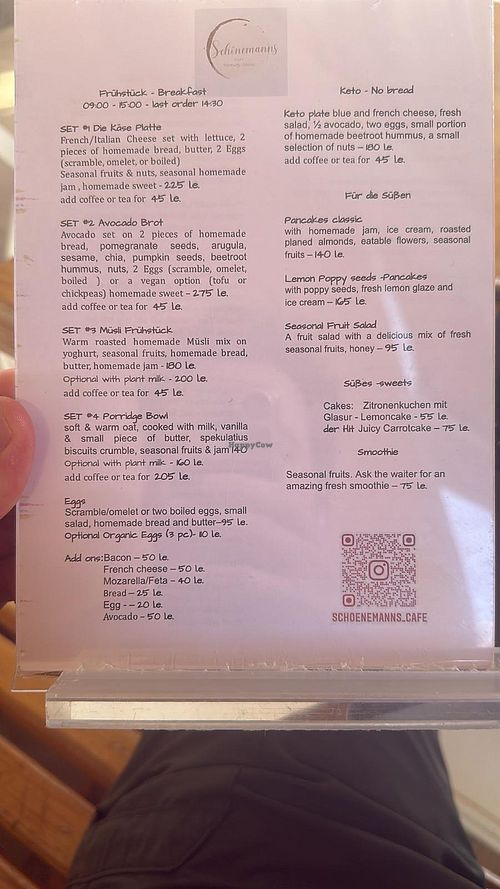 Schönemanns
Frühstück - Breakfast
09:00 - 15:00 - last order 14:30
SET #1 Die Käse Platte
French/Italian Cheese set with lettuce, 2
pieces of homemade bread, butter, 2 Eggs
(scramble, omelet, or boiled)
Seasonal fruits & nuts, seasonal homemade
jam , homemade sweet - 225 le.
add coffee or tea for 45 le.
SET #2 Avocado Brot
Avocado set on 2 pieces of homemade
bread, pomegranate seeds, arugula,
sesame, chia, pumpkin seeds, beetroot
hummus, nuts, 2 Eggs (scramble, omelet,
boiled ) or a vegan option (tofu or
chickpeas) homemade sweet - 275 le.
add coffee or tea for 45 le.
SET #3 Müsli Frühstück
Warm roasted homemade Müsli mix on
yoghurt, seasonal fruits, homemade bread,
butter, homemade jam - 180 le.
Optional with plant milk - 200 le.
add coffee or tea for 45 le.
SET #4 Porridge Bowl
soft & warm oat, cooked with milk, vanilla
& small piece of butter, spekulatius
biscuits crumble, seasonal fruits & jam 140
Optional with plant milk - 160 le.
add coffee or tea for 205 le.
Eggs
Scramble/omelet or two boiled eggs, small
salad, homemade bread and butter-95 le.
Optional Organic Eggs (3 pc)- 110 le.
Add ons:Bacon – 50 le.
French cheese – 50 le.
Mozarella/Feta – 40 le.
Bread – 25 le.
Egg - – 20 le.
Avocado – 50 le.
Keto - No bread
Keto plate blue and french cheese, fresh
salad, ½ avocado, two eggs, small portion
of homemade beetroot hummus, a small
selection of nuts – 180 le.
add coffee or tea for 45 le.
Für die Süßen
Pancakes classic
with homemade jam, ice cream, roasted
planed almonds, eatable flowers, seasonal
fruits – 140 le.
Lemon Poppy seeds -Pancakes
with poppy seeds, fresh lemon glaze and
ice cream – 165 le.
Seasonal Fruit Salad
A fruit salad with a delicious mix of fresh
seasonal fruits, honey – 95 le.
Süßes -sweets
Cakes: Zitronenkuchen mit
Glasur - Lemoncake - 55 le.
der Hit Juicy Carrotcake – 75 le.
Smoothie
Seasonal fruits. Ask the waiter for an
amazing fresh smoothie – 75 le.
SCHOENEMANNS_CAFE
HappyCow